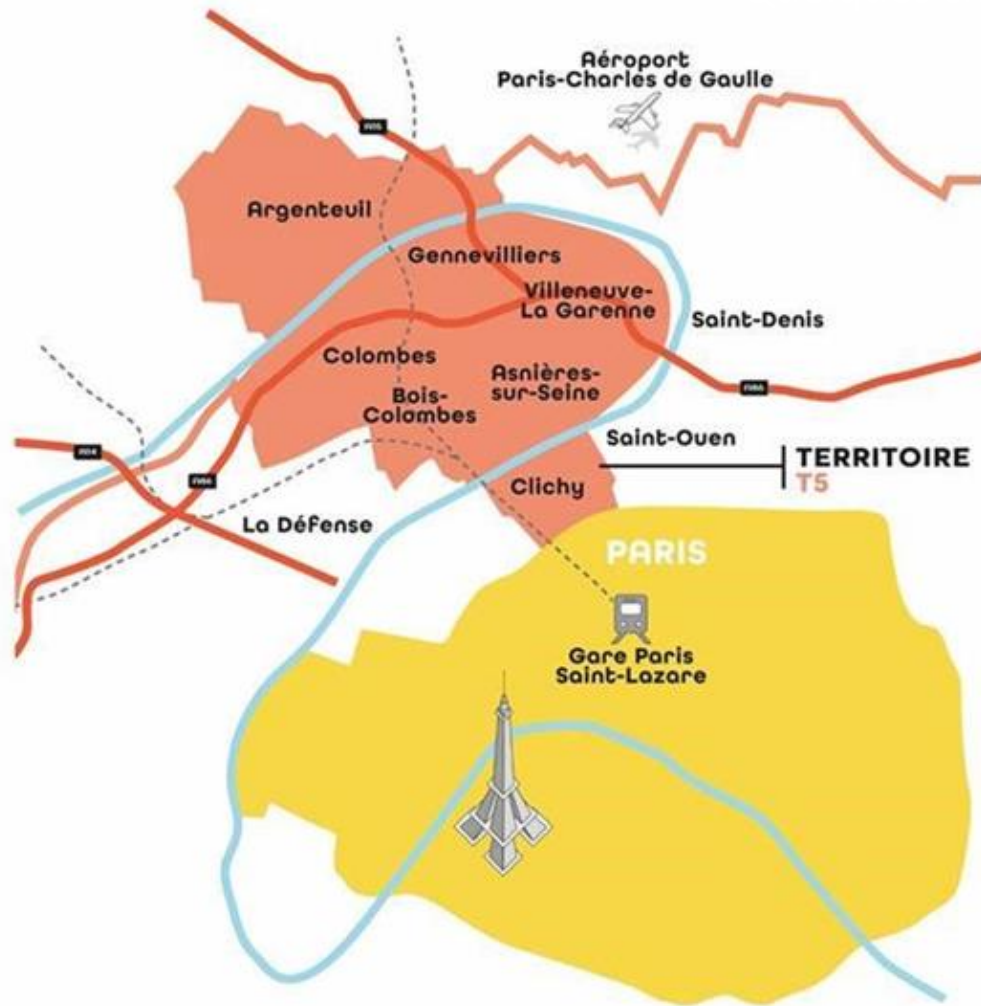 Aéroport
Paris-Charles de Gaulle
Argenteuil
Gennevilliers
Villeneuve-
La Garenne
Saint-Denis
Colombes
Asnières-
sur-Seine
Bois-
Colombes
Saint-Ouen
TERRITOIRE
T5
Clichy
La Défense
PARIS
Gare Paris
Saint-Lazare